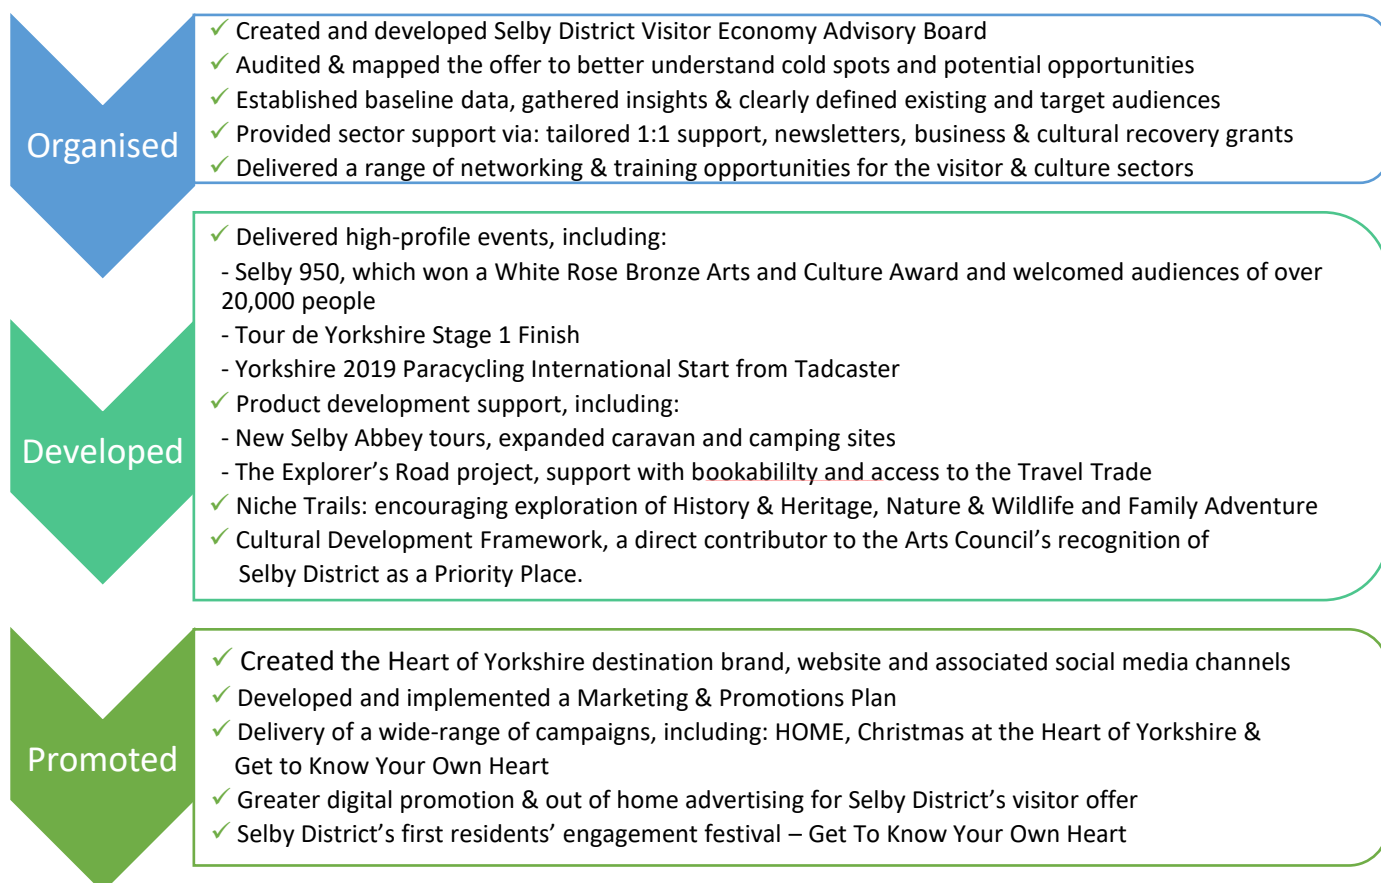 Organised
✓ Created and developed Selby District Visitor Economy Advisory Board
✓ Audited & mapped the offer to better understand cold spots and potential opportunities
✓ Established baseline data, gathered insights & clearly defined existing and target audiences
✓ Provided sector support via: tailored 1:1 support, newsletters, business & cultural recovery grants
✓ Delivered a range of networking & training opportunities for the visitor & culture sectors
Developed
✓ Delivered high-profile events, including:
- Selby 950, which won a White Rose Bronze Arts and Culture Award and welcomed audiences of over
20,000 people
- Tour de Yorkshire Stage 1 Finish
- Yorkshire 2019 Paracycling International Start from Tadcaster
✓ Product development support, including:
- New Selby Abbey tours, expanded caravan and camping sites
- The Explorer’s Road project, support with bookabililty and access to the Travel Trade
✓ Niche Trails: encouraging exploration of History & Heritage, Nature & Wildlife and Family Adventure
✓ Cultural Development Framework, a direct contributor to the Arts Council’s recognition of
Selby District as a Priority Place.
Promoted
✓ Created the Heart of Yorkshire destination brand, website and associated social media channels
✓ Developed and implemented a Marketing & Promotions Plan
✓ Delivery of a wide-range of campaigns, including: HOME, Christmas at the Heart of Yorkshire &
Get to Know Your Own Heart
✓ Greater digital promotion & out of home advertising for Selby District’s visitor offer
✓ Selby District’s first residents’ engagement festival – Get To Know Your Own Heart